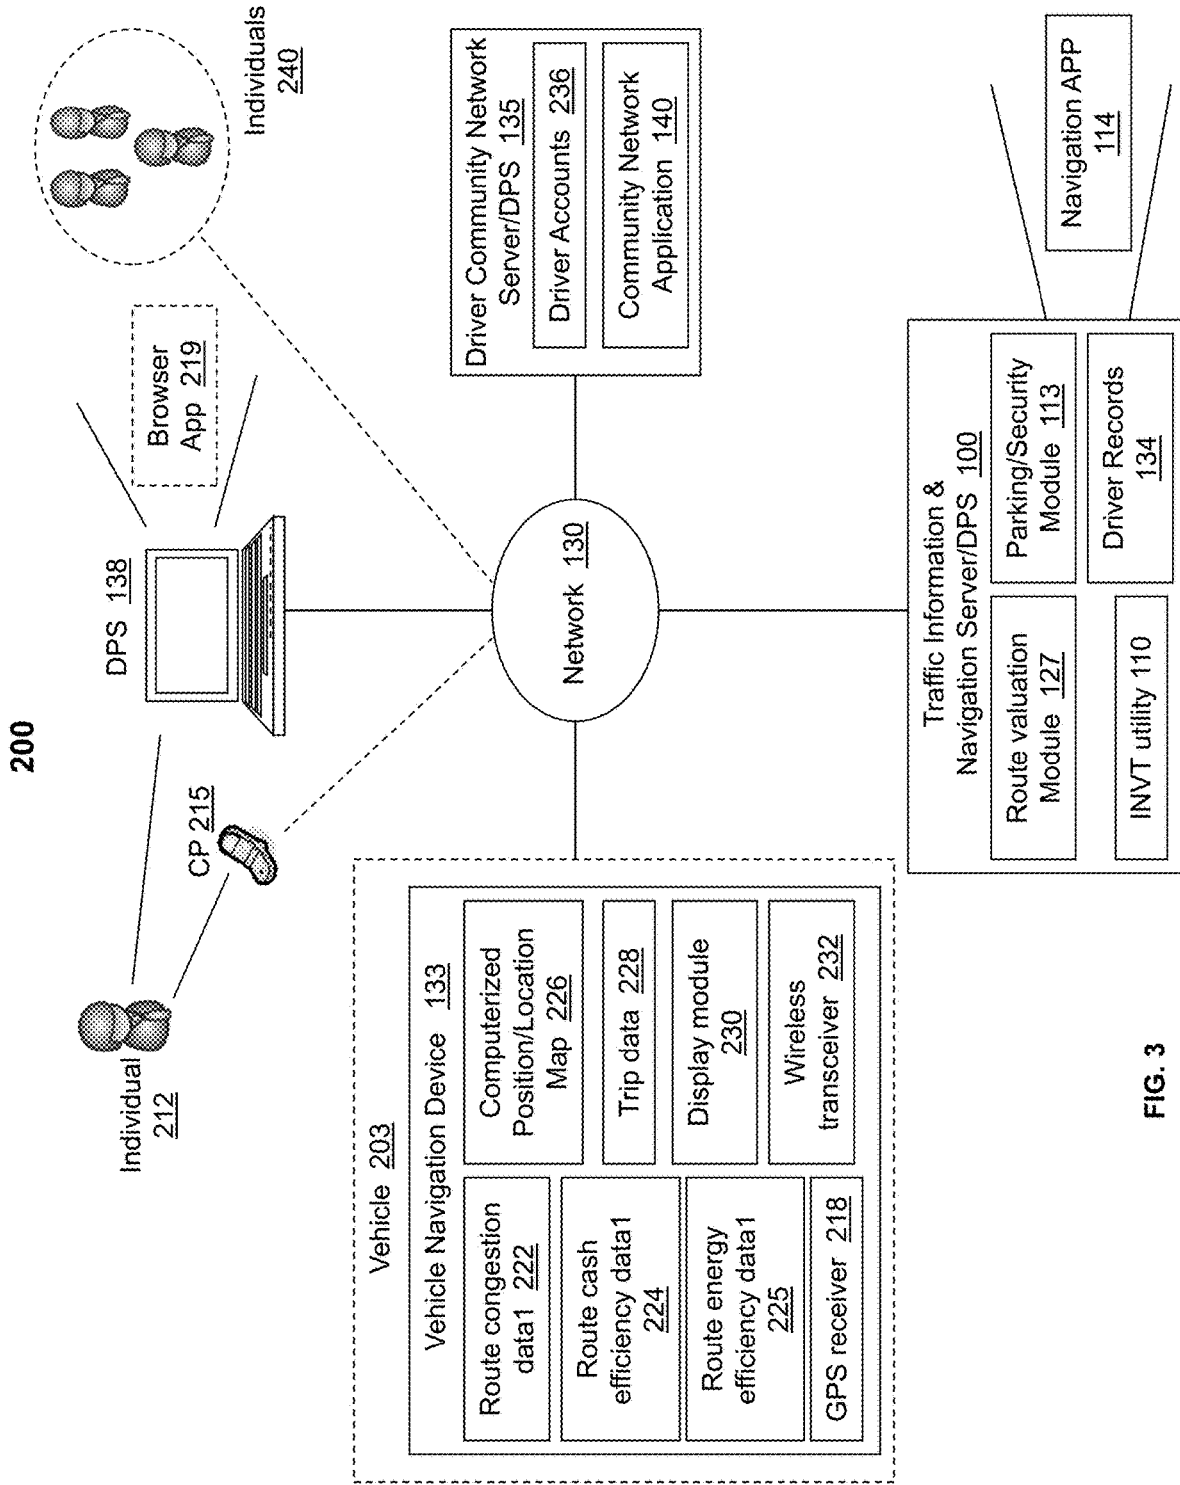 200
Individual
212
CP 215
DPS 138
Browser
App 219
Individuals
240
Vehicle 203
Vehicle Navigation Device 133
Route congestion
data1 222
Route cash
efficiency data1
224
Route energy
efficiency data1
225
GPS receiver 218
Computerized
Position/Location
Map 226
Trip data 228
Display module
230
Wireless
transceiver 232
Network 130
Driver Community Network
Server/DPS 135
Driver Accounts 236
Community Network
Application 140
Traffic Information &
Navigation Server/DPS 100
Route valuation
Module 127
Parking/Security
Module 113
INVT utility 110
Driver Records
134
Navigation APP
114
FIG. 3